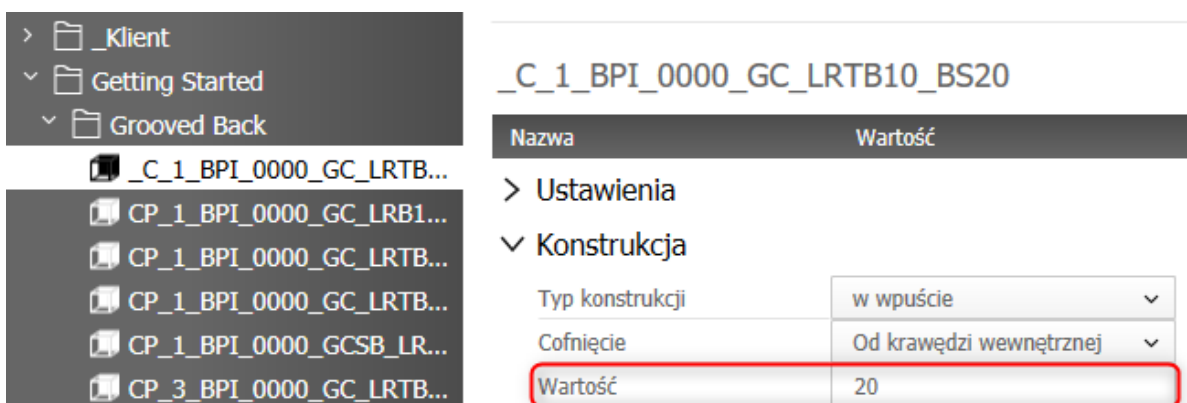 _Klient
Getting Started
Grooved Back
_C_1_BPI_0000_GC_LRTB...
CP_1_BPI_0000_GC_LRB1...
CP_1_BPI_0000_GC_LRTB...
CP_1_BPI_0000_GC_LRTB...
CP_1_BPI_0000_GCSB_LR...
CP_3_BPI_0000_GC_LRTB...
_C_1_BPI_0000_GC_LRTB10_BS20
Nazwa Wartość
Ustawienia
Konstrukcja
Typ konstrukcji w wpuście
Cofnięcie Od krawędzi wewnętrznej
Wartość 20